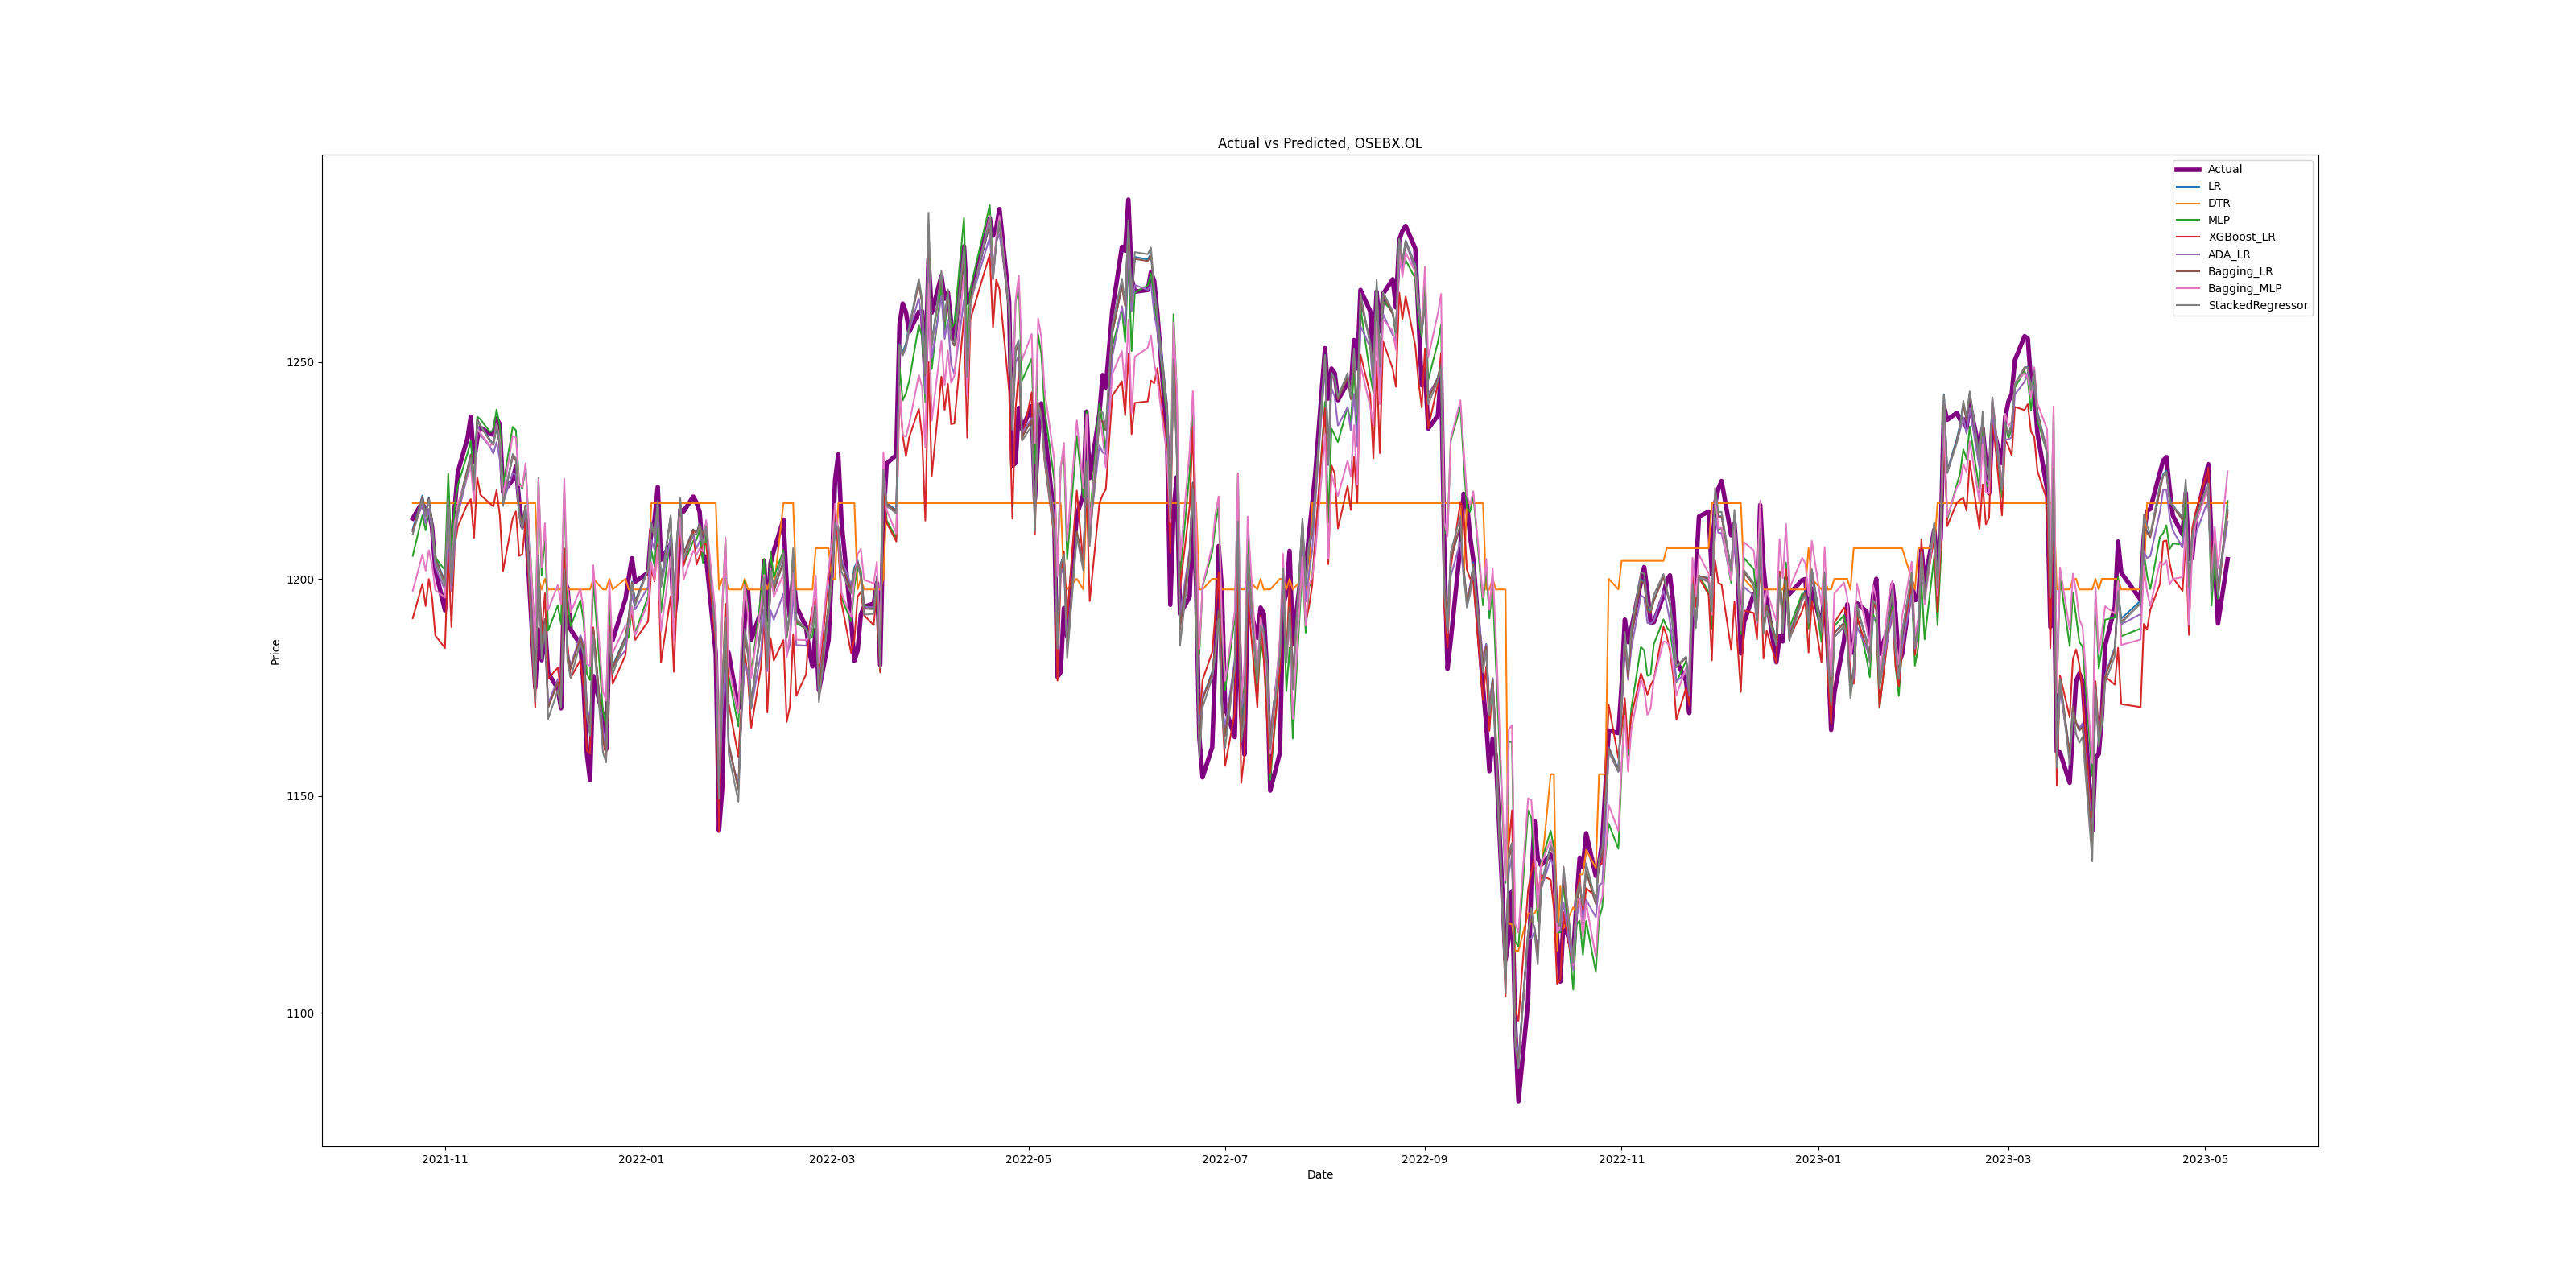 Actual vs Predicted, OSEBX.OL
Actual
LR
DTR
MLP
XGBoost_LR
ADA_LR
Bagging_LR
Bagging_MLP
StackedRegressor
Price
1250
1200
1150
1100
2021-11
2022-01
2022-03
2022-05
2022-07
2022-09
2022-11
2023-01
2023-03
2023-05
Date